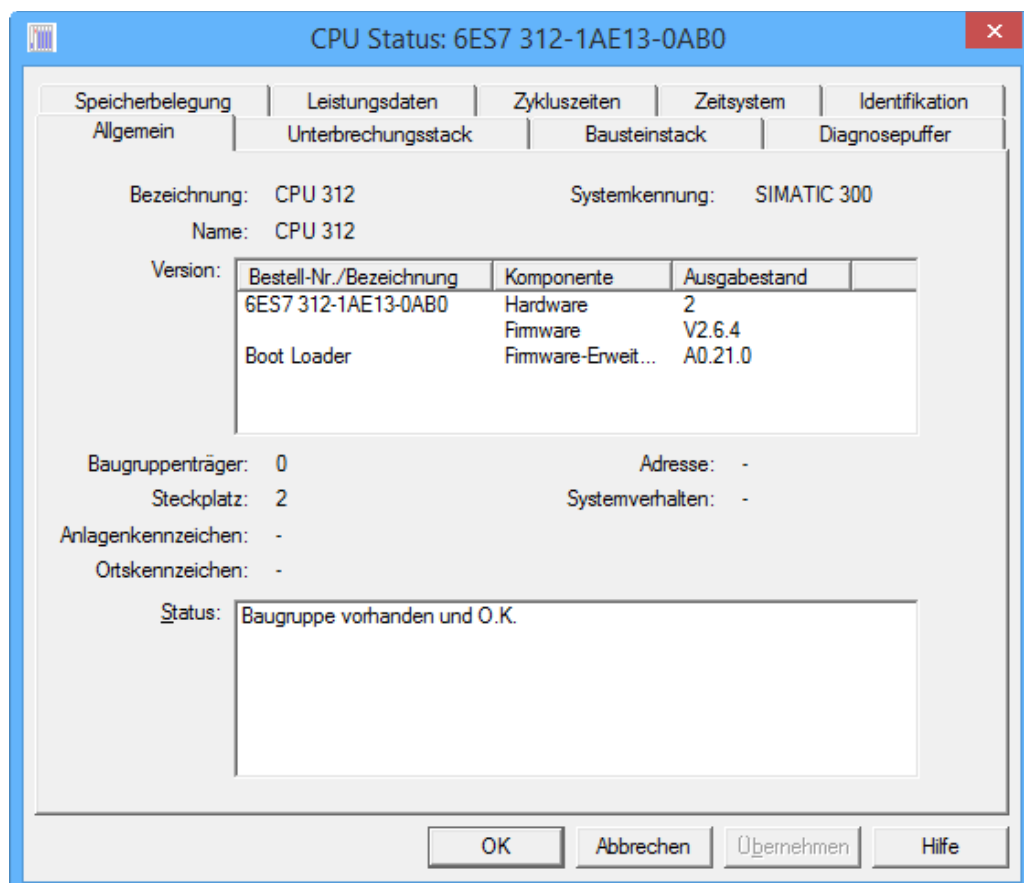 CPU Status: 6ES7 312-1AE13-0AB0
Speicherbelegung Leistungsdaten Zykluszeiten Zeitsystem Identifikation
Allgemein Unterbrechungsstack Bausteinstack Diagnosepuffer
Bezeichnung: CPU 312 Systemkennung: SIMATIC 300
Name: CPU 312
Version: Bestell-Nr./Bezeichnung Komponente Ausgabestand
6ES7 312-1AE13-0AB0 Hardware 2
Firmware V2.6.4
Boot Loader Firmware-Erweit... A0.21.0
Baugruppenträger: 0 Adresse: -
Steckplatz: 2 Systemverhalten: -
Anlagenkennzeichen: -
Ortskennzeichen: -
Status: Baugruppe vorhanden und O.K.
OK Abbrechen Übernehmen Hilfe